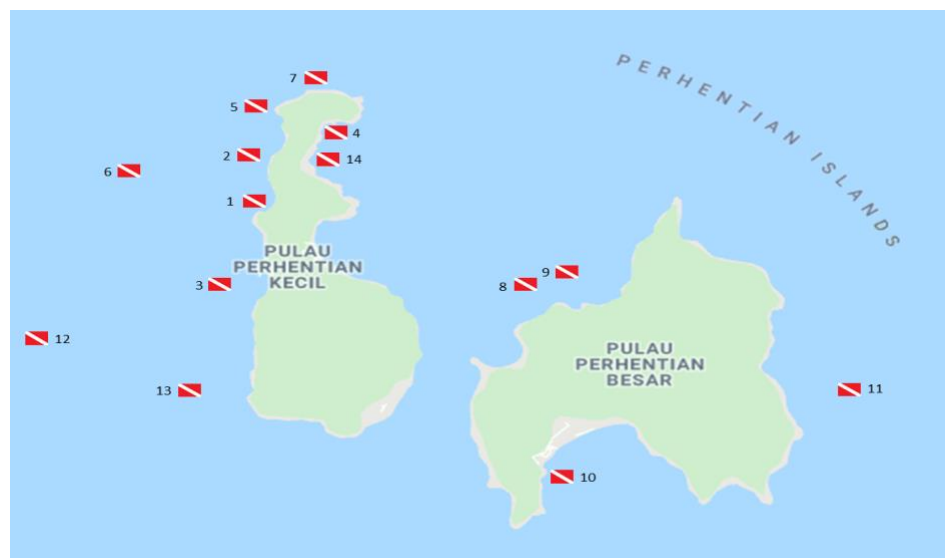 7
5
4
2
14
6
1
PERHENTIAN ISLANDS
PULAU
PERHENTIAN
KECIL
9
3
8
12
PULAU
PERHENTIAN
BESAR
13
11
10